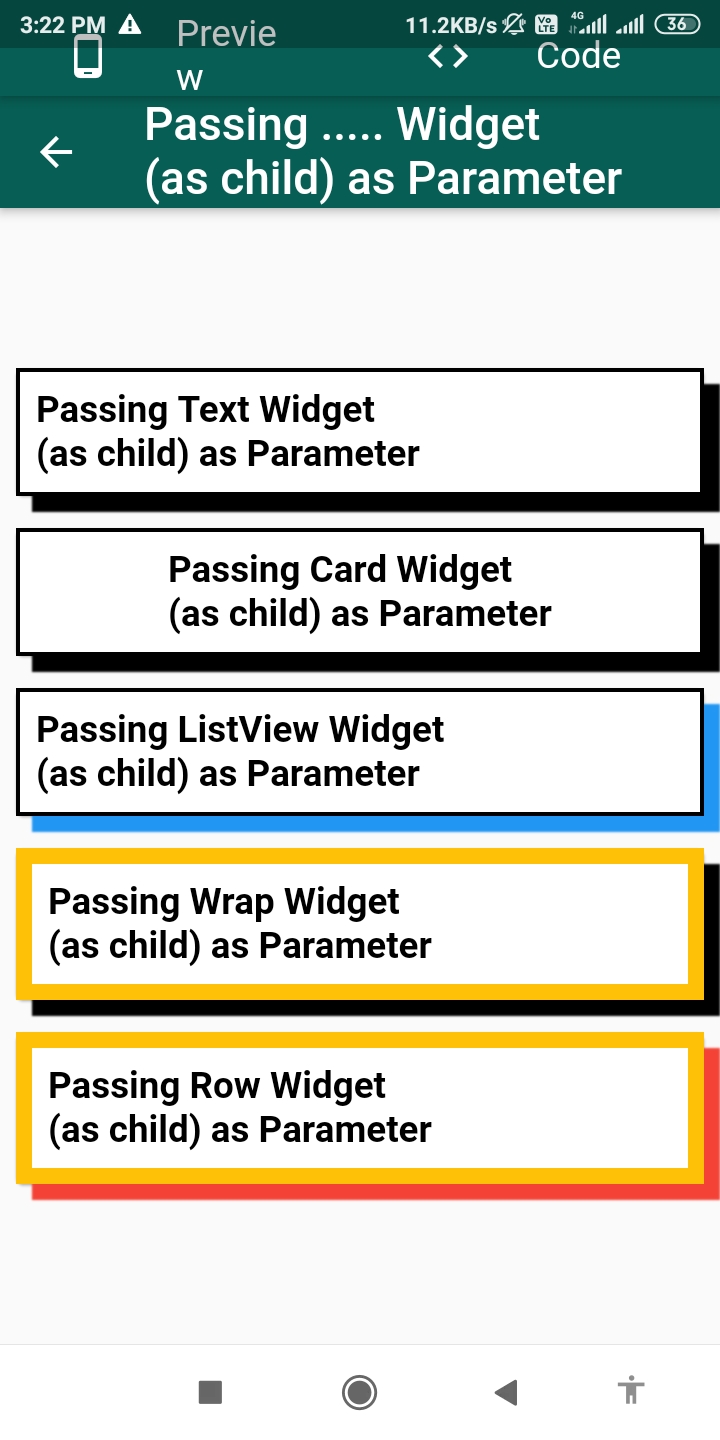 3:22 PM 11.2KB/s Vo LTE 4G 36
Previe
w
Code
Passing ..... Widget
(as child) as Parameter
Passing Text Widget
(as child) as Parameter
Passing Card Widget
(as child) as Parameter
Passing ListView Widget
(as child) as Parameter
Passing Wrap Widget
(as child) as Parameter
Passing Row Widget
(as child) as Parameter